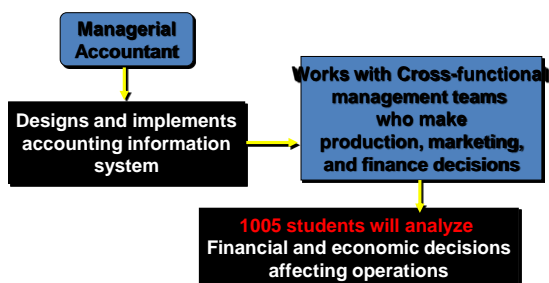 Managerial
Accountant
Designs and implements
accounting information
system
Works with Cross-functional
management teams
who make
production, marketing,
and finance decisions
1005 students will analyze
Financial and economic decisions
affecting operations